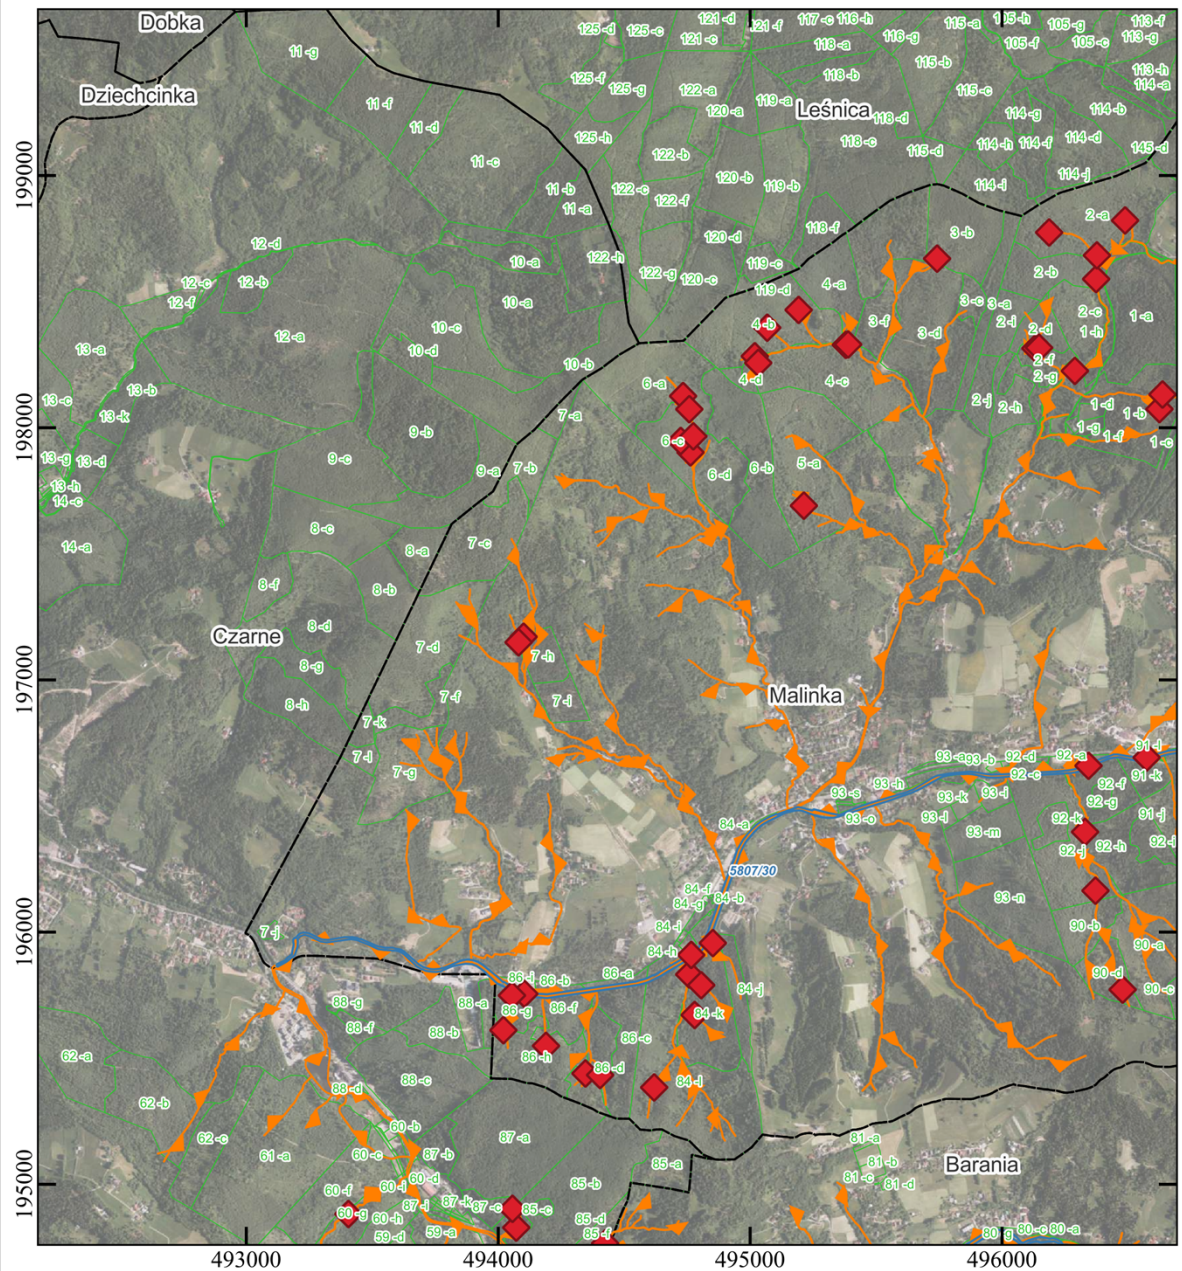 Dobka
125 -d
125 -c
121 -d
121 -f
117 -c
116 -h
115 -a
105 -h
105 -g
113 -f
11 -g
121 -c
118 -a
116 -g
105 -f
105 -c
113 -g
115 -b
113 -h
Dziechcinka
125 -f
125 -g
122 -a
118 -b
115 -c
114 -a
11 -f
120 -a
119 -a
Leśnica
118 -d
114 -g
114 -b
11 -d
125 -h
118 -c
115 -d
114 -h
114 -f
114 -d
145 -d
11 -c
122 -b
199000
11 -b
122 -c
120 -b
119 -b
114 -i
114 -j
11 -a
122 -f
2 -a
118 -f
3 -b
12 -d
120 -d
122 -h
10 -a
122 -g
119 -c
2 -b
12 -c
12 -b
120 -c
119 -d
4 -a
12 -f
10 -a
3 -c
3 -a
2 -c
1 -a
10 -c
4 -b
3 -f
3 -d
2 -i
2 -d
1 -h
12 -a
13 -a
10 -d
10 -b
2 -f
4 -d
4 -c
2 -g
13 -b
6 -a
13 -c
2 -j
2 -h
1 -d
13 -k
7 -a
1 -b
198000
9 -b
6 -c
1 -g
1 -f
1 -c
13 -g
13 -d
9 -c
9 -a
7 -b
6 -d
6 -b
5 -a
13 -h
14 -c
8 -c
14 -a
8 -a
7 -c
8 -f
8 -b
8 -d
Czarne
7 -d
7 -h
8 -g
197000
7 -f
Malinka
8 -h
7 -i
7 -k
7 -l
91 -l
93 -a
93 -b
92 -d
92 -a
7 -g
92 -c
91 -k
93 -h
92 -f
93 -s
93 -k
93 -i
92 -g
84 -a
93 -o
93 -l
92 -k
91 -j
93 -m
92 -j
92 -h
92 -i
5807/30
84 -f
84 -g
84 -b
93 -n
196000
7 -j
84 -i
90 -b
84 -h
90 -a
86 -i
86 -b
86 -a
90 -d
84 -j
90 -c
88 -g
88 -a
86 -g
86 -f
84 -k
88 -f
88 -b
86 -c
62 -a
86 -h
86 -d
88 -c
84 -l
88 -d
62 -b
60 -b
62 -c
87 -a
81 -a
61 -a
60 -c
87 -b
85 -a
81 -b
Barania
195000
60 -d
81 -c
81 -d
60 -f
60 -i
85 -b
87 -k
87 -c
87 -j
85 -c
60 -g
60 -h
85 -d
59 -d
59 -a
85 -f
80 -g
80 -c
80 -a
493000
494000
495000
496000